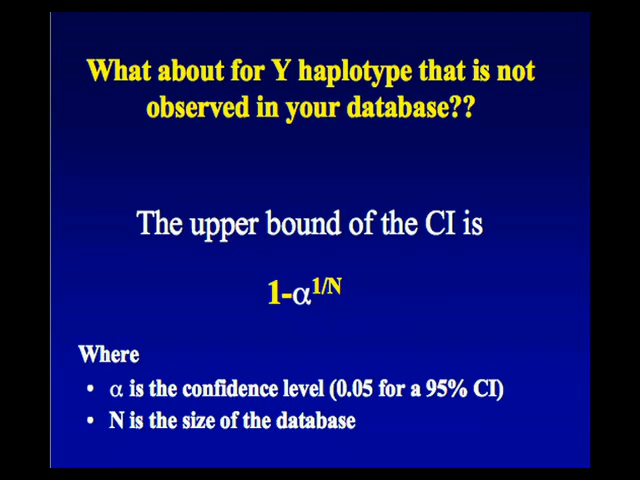 What about for Y haplotype that is not
observed in your database??
The upper bound of the CI is
1-α^1/N
Where
• α is the confidence level (0.05 for a 95% CI)
• N is the size of the database